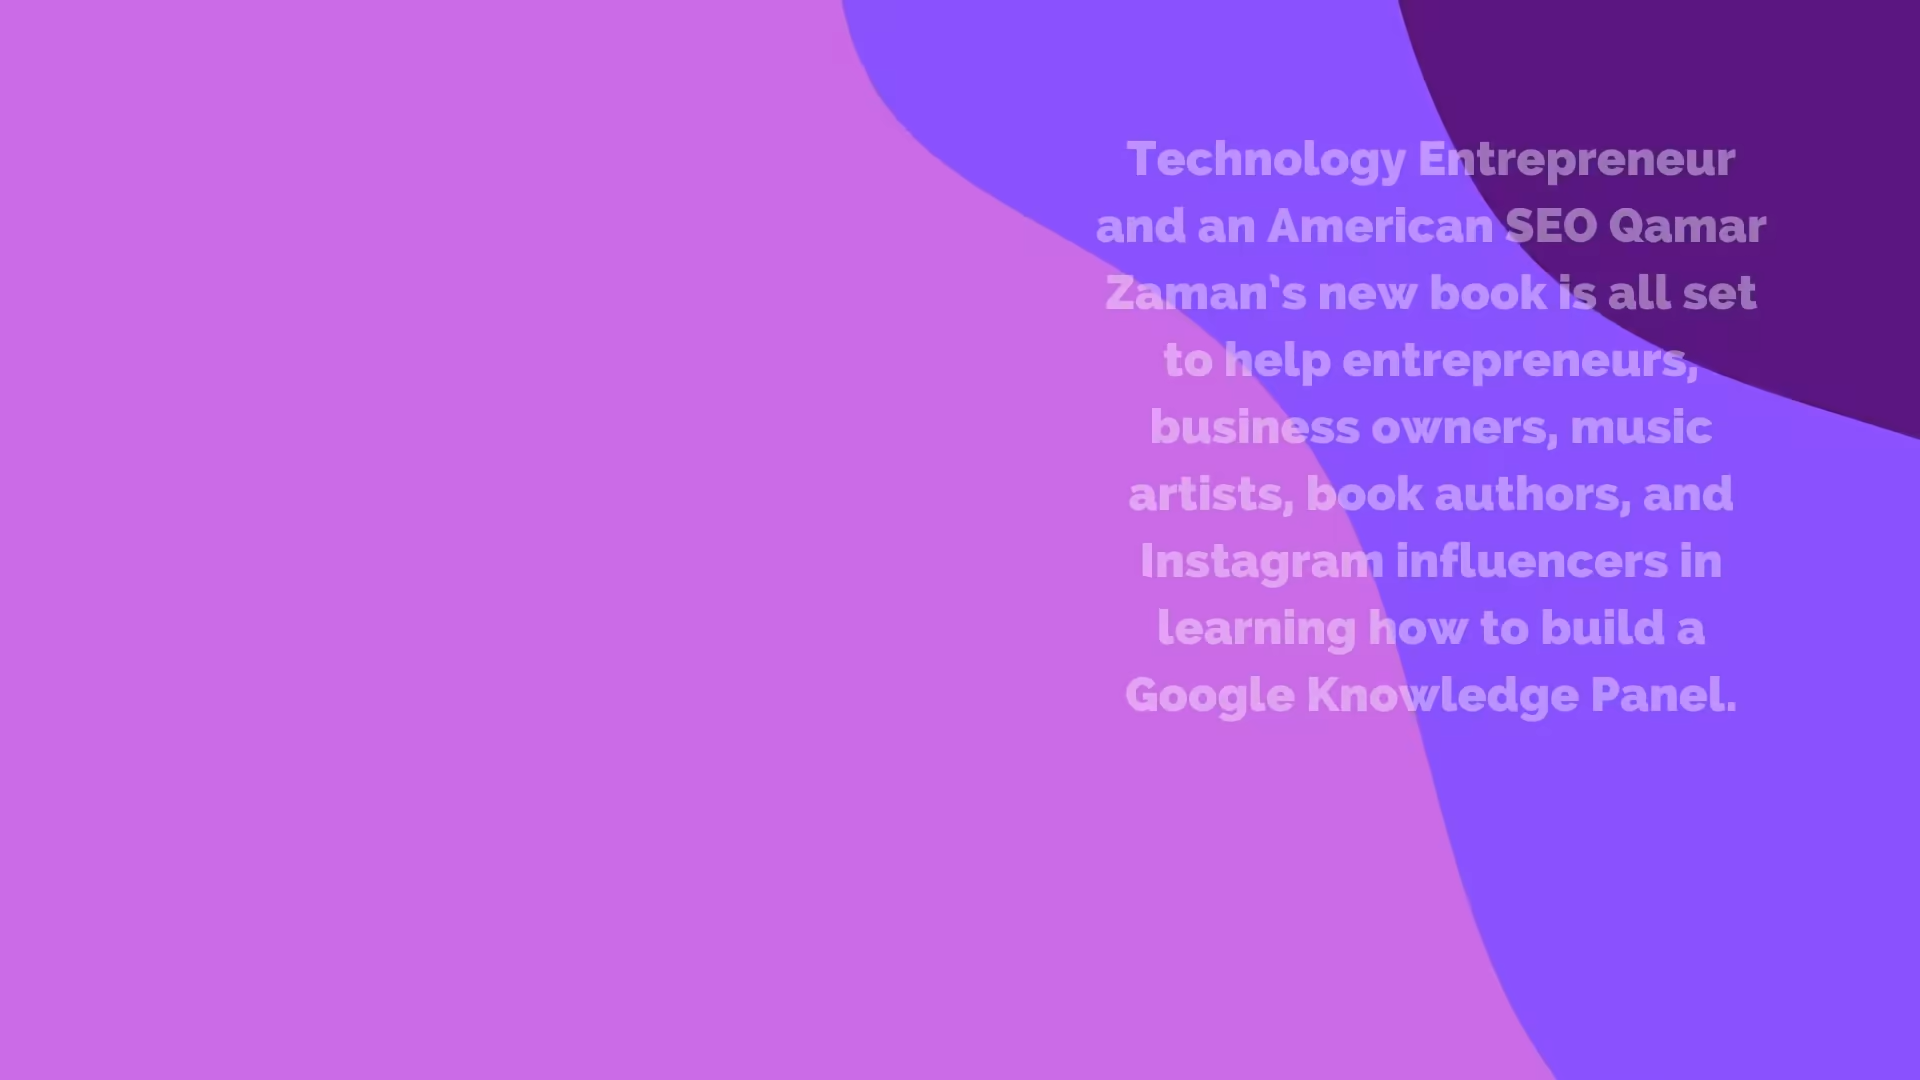 Technology Entrepreneur
and an American SEO Qamar
Zaman‛s new book is all set
to help entrepreneurs,
business owners, music
artists, book authors, and
Instagram influencers in
learning how to build a
Google Knowledge Panel.